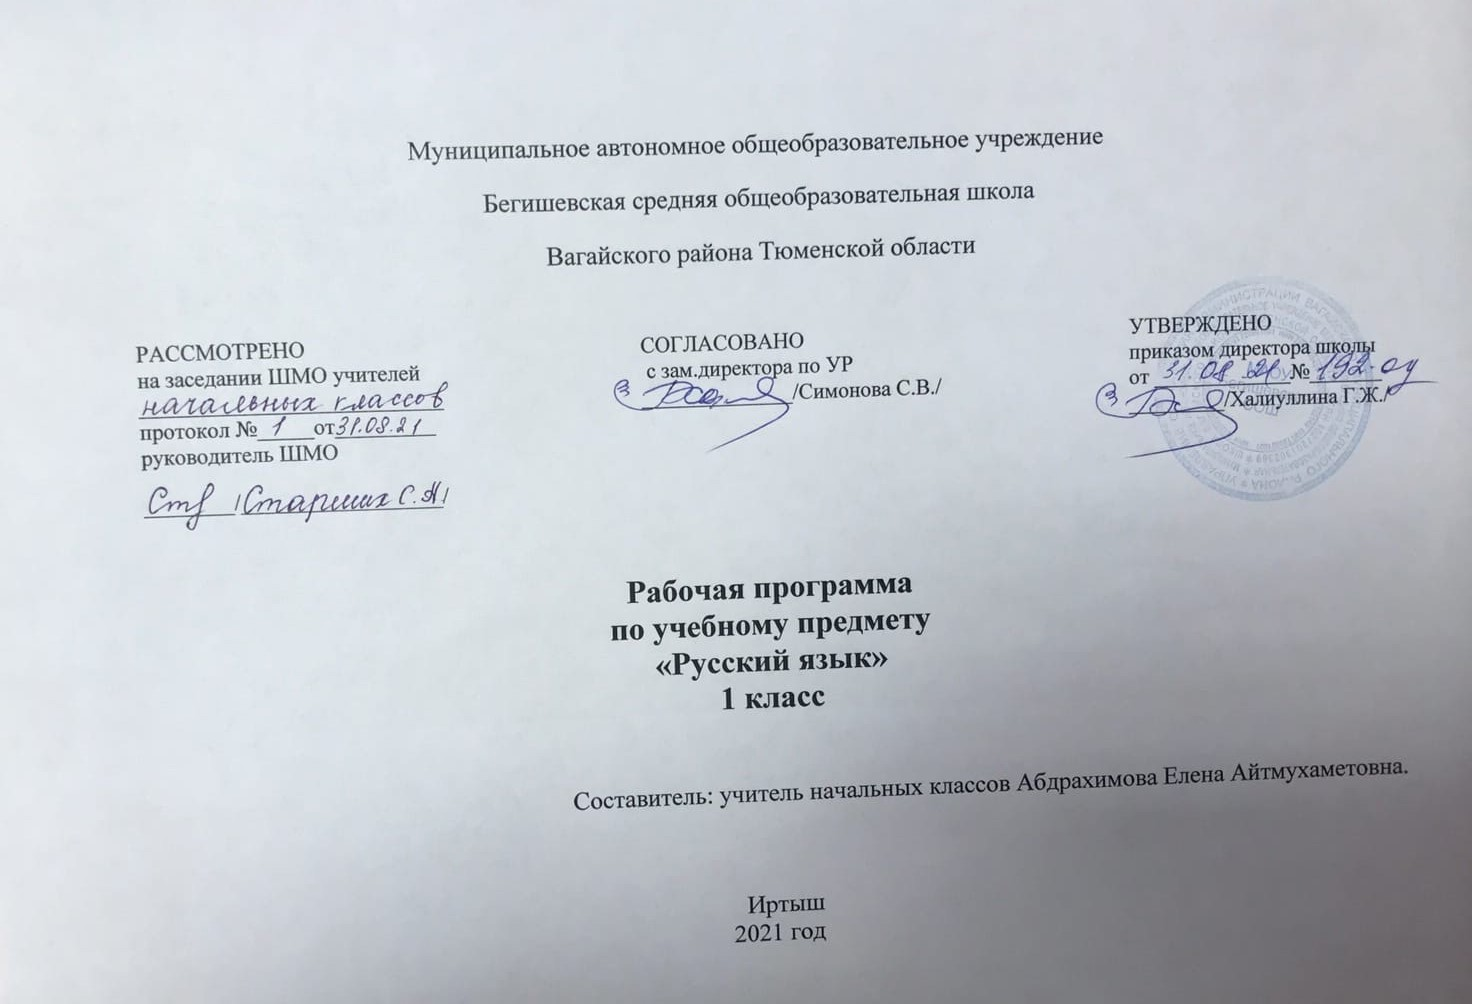 Муниципальное автономное общеобразовательное учреждение
Бегишевская средняя общеобразовательная школа
Вагайского района Тюменской области
РАССМОТРЕНО
на заседании ШМО учителей
начальных классов
протокол № 1 от 31.08.21
руководитель ШМО
/Старших С.Н/
СОГЛАСОВАНО
с зам.директора по УР
/Симонова С.В./
УТВЕРЖДЕНО
приказом директора школы
от 31.08.21 № 192-оу
/Халиуллина Г.Ж./
Рабочая программа
по учебному предмету
«Русский язык»
1 класс
Составитель: учитель начальных классов Абдрахимова Елена Айтмухаметовна.
Иртыш
2021 год